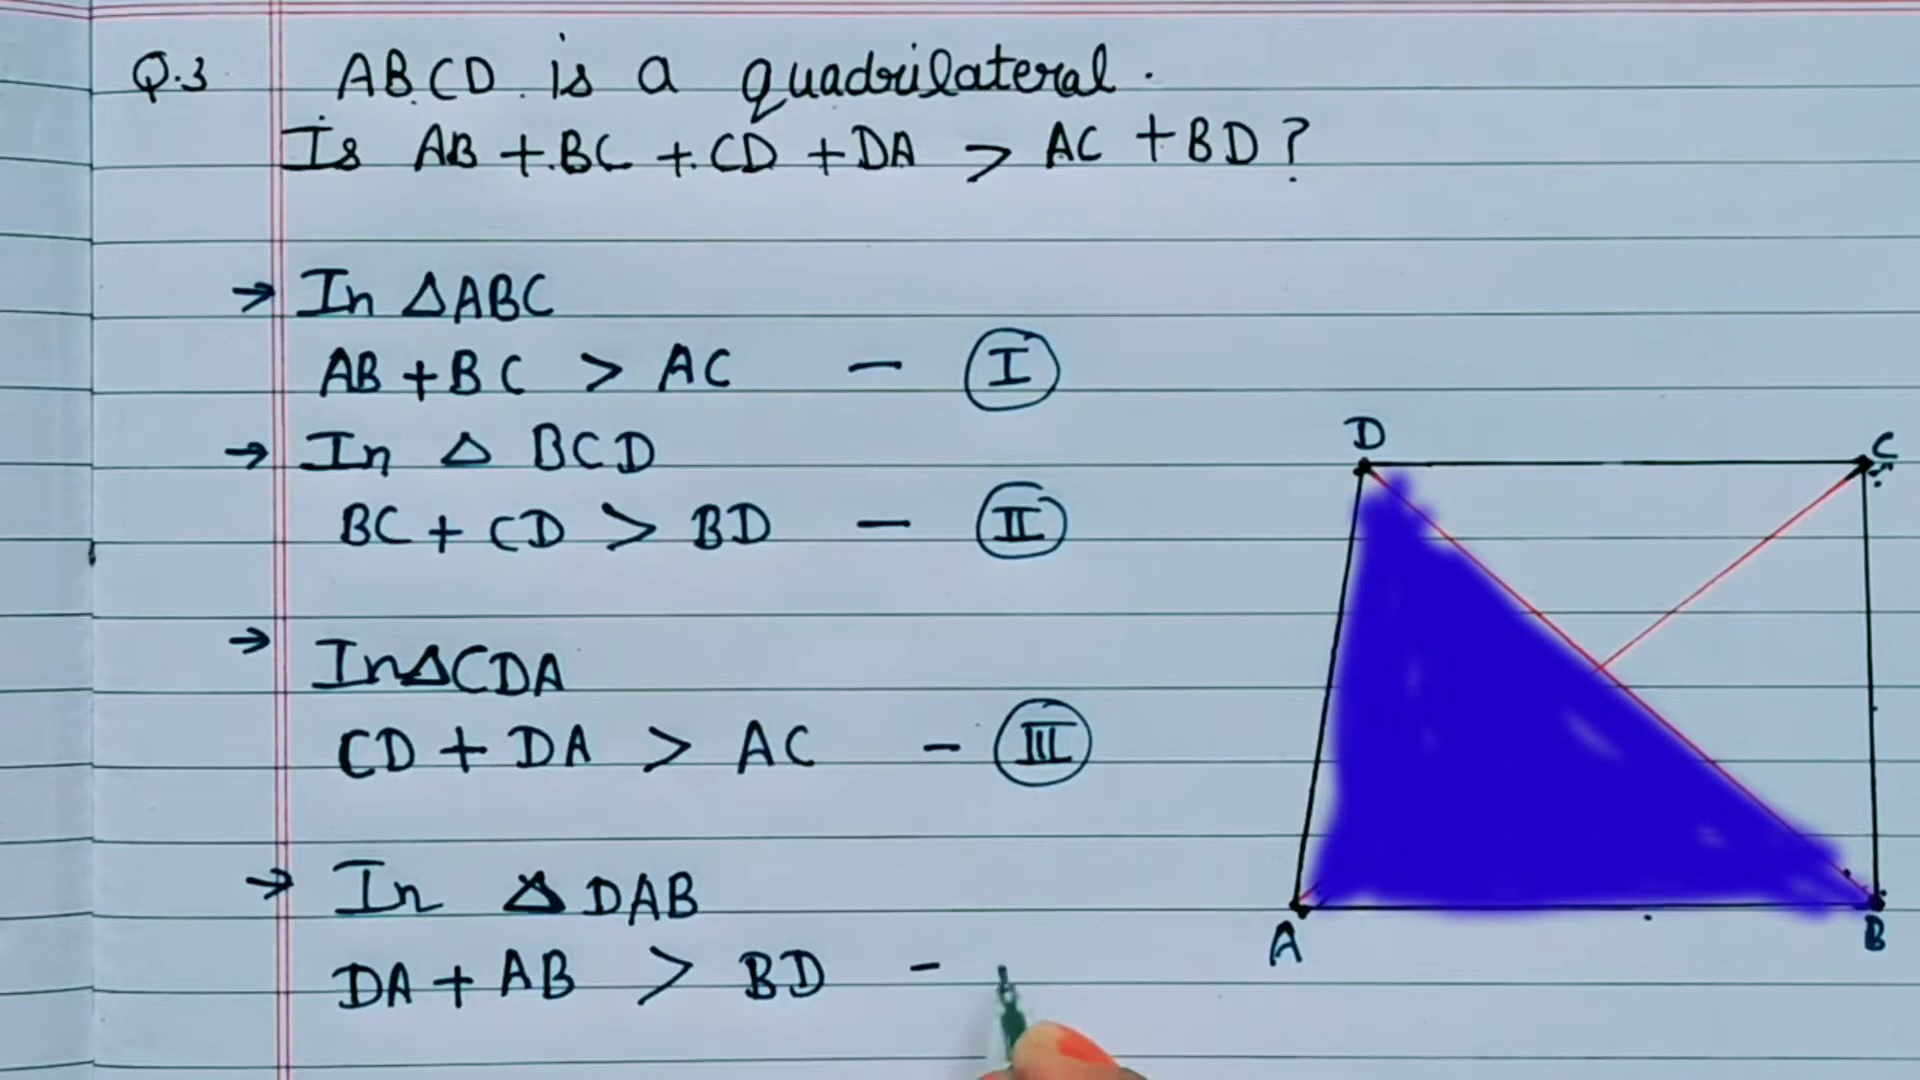 Q.3 ABCD is a quadrilateral.
Is AB + BC + CD + DA > AC + BD?
→ In △ABC
AB + BC > AC — I
→ In △ BCD
BC + CD > BD — II
→ In△CDA
CD + DA > AC — III
→ In △ DAB
DA + AB > BD -
D
C
A
B